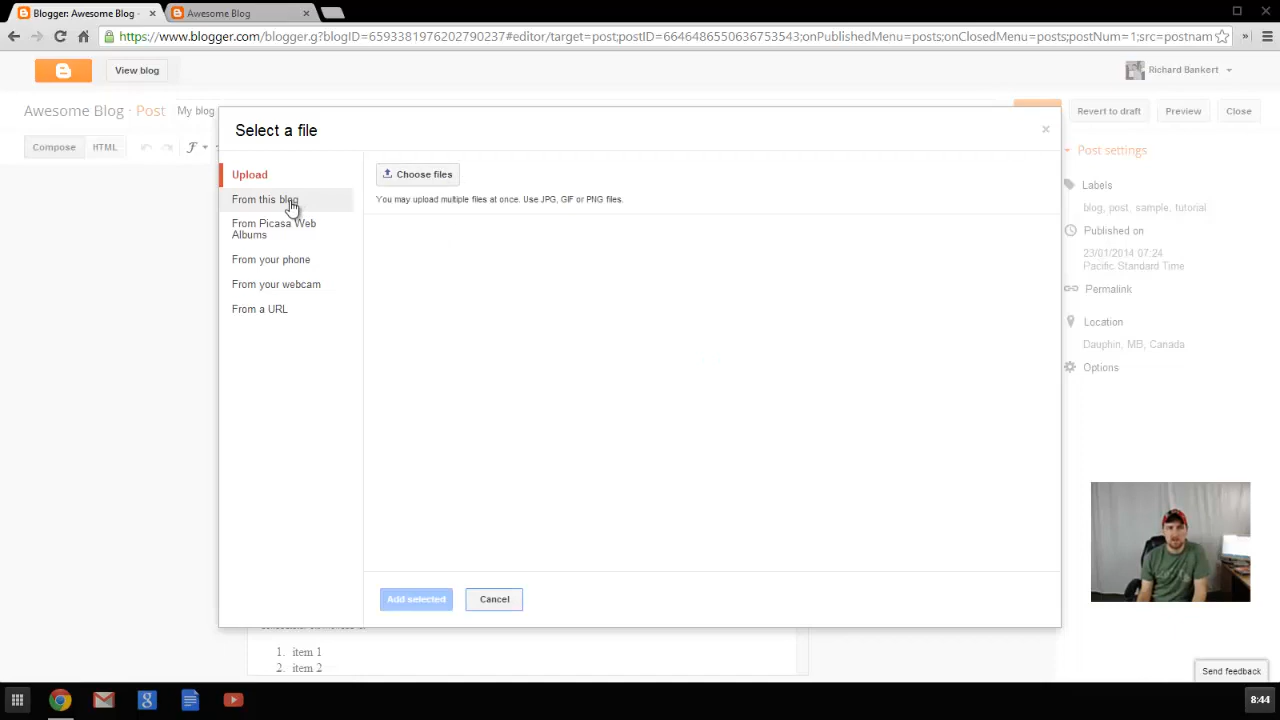 Blogger: Awesome Blog -
Awesome Blog
https://www.blogger.com/blogger.g?blogID=6593381976202790237#editor/target=post;postID=6646486550636753543;onPublishedMenu=posts;onClosedMenu=posts;postNum=1;src=postnam
View blog
Richard Bankert
Awesome Blog · Post
My blog
Revert to draft
Preview
Close
Compose
HTML
Select a file
Upload
From this blog
From Picasa Web
Albums
From your phone
From your webcam
From a URL
Choose files
You may upload multiple files at once. Use JPG, GIF or PNG files.
Add selected
Cancel
Post settings
Labels
blog, post, sample, tutorial
Published on
23/01/2014 07:24
Pacific Standard Time
Permalink
Location
Dauphin, MB, Canada
Options
1. item 1
2. item 2
Send feedback
8:44